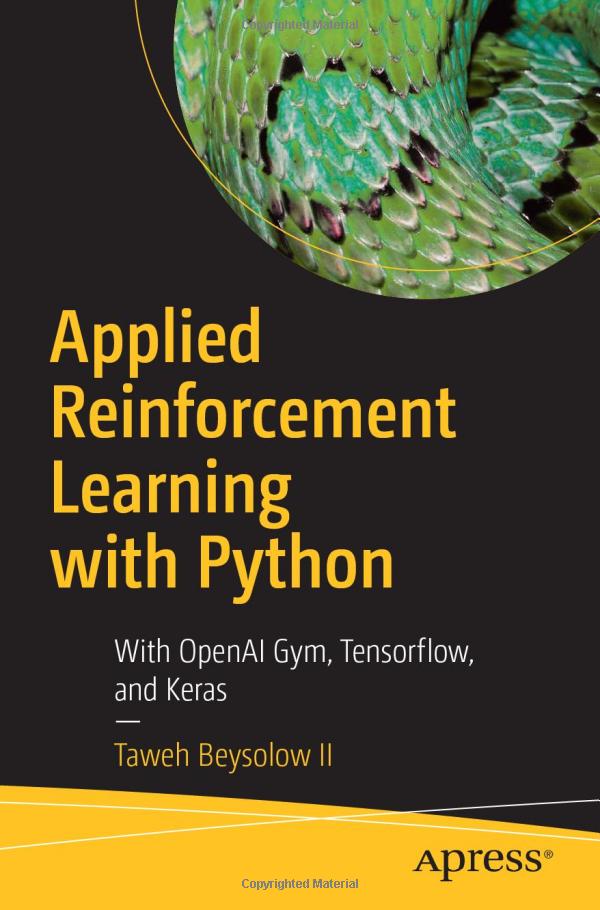 Copyrighted Material
Applied
Reinforcement
Learning
with Python
With OpenAI Gym, Tensorflow,
and Keras
Taweh Beysolow II
Apress®
Copyrighted Material